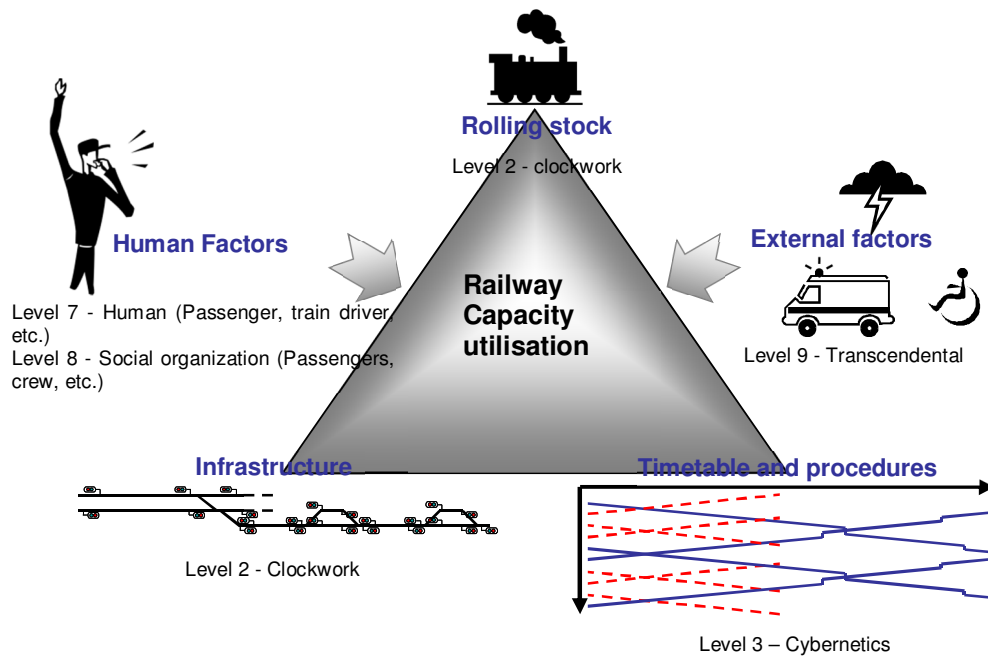 Rolling stock
Level 2 - clockwork
Human Factors
Level 7 - Human (Passenger, train driver,
etc.)
Level 8 - Social organization (Passengers,
crew, etc.)
External factors
Level 9 - Transcendental
Railway
Capacity
utilisation
Infrastructure
Level 2 - Clockwork
Timetable and procedures
Level 3 – Cybernetics